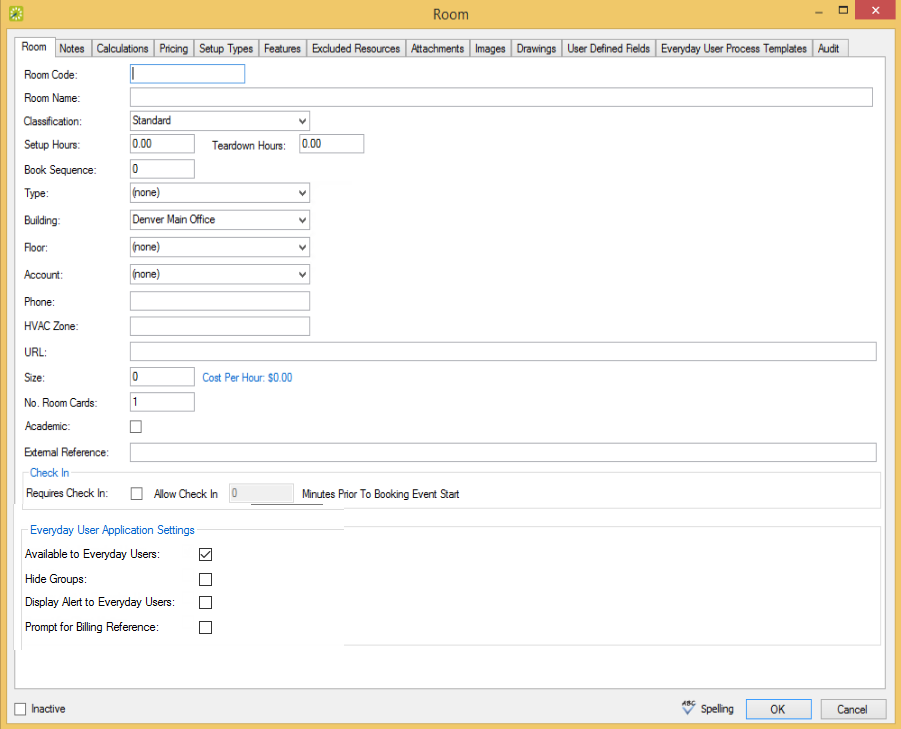 Room
Room Notes Calculations Pricing Setup Types Features Excluded Resources Attachments Images Drawings User Defined Fields Everyday User Process Templates Audit
Room Code:
Room Name:
Classification: Standard
Setup Hours: 0.00 Teardown Hours: 0.00
Book Sequence: 0
Type: (none)
Building: Denver Main Office
Floor: (none)
Account: (none)
Phone:
HVAC Zone:
URL:
Size: 0 Cost Per Hour: $0.00
No. Room Cards: 1
Academic:
External Reference:
Check In
Requires Check In: Allow Check In 0 Minutes Prior To Booking Event Start
Everyday User Application Settings
Available to Everyday Users:
Hide Groups:
Display Alert to Everyday Users:
Prompt for Billing Reference:
Inactive ABC Spelling OK Cancel